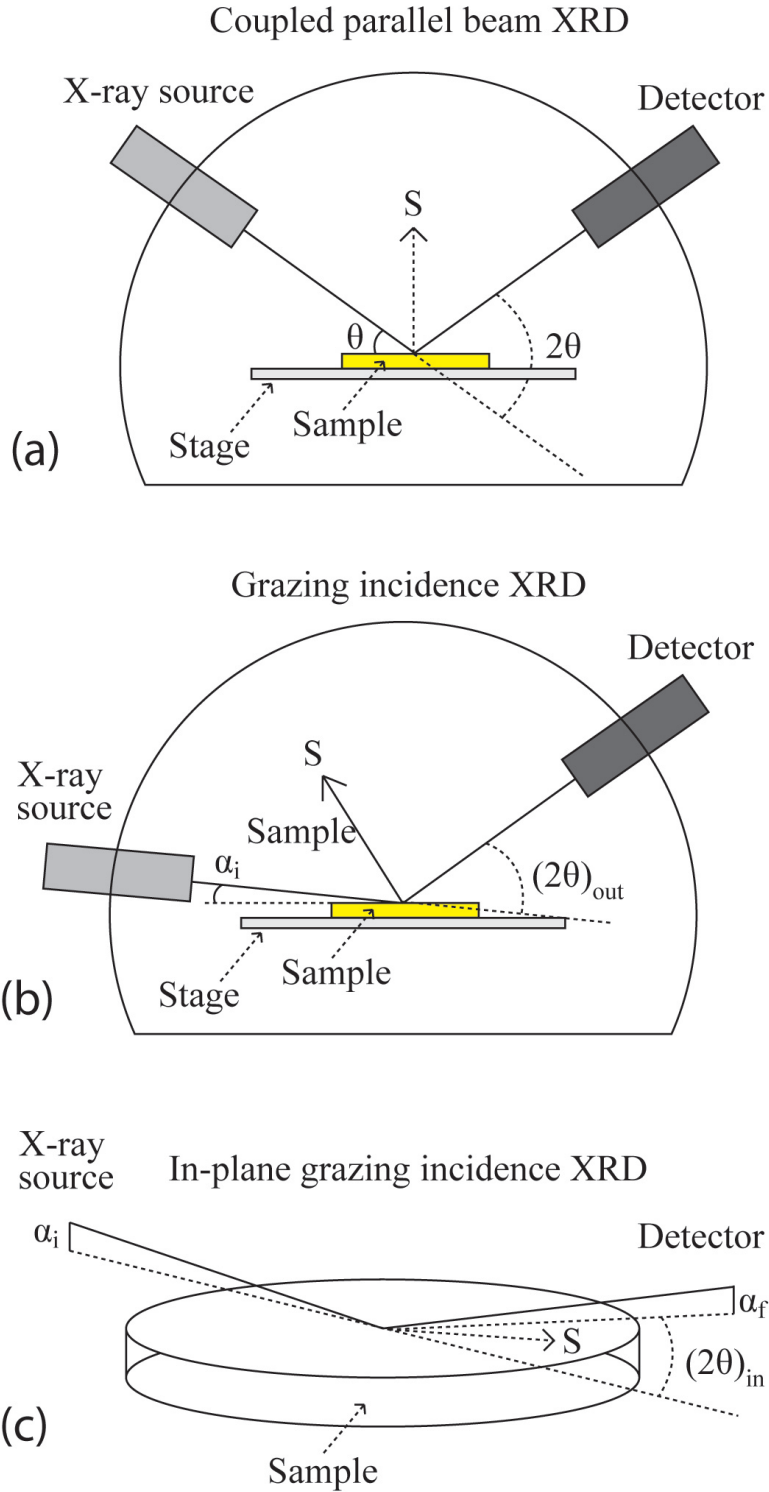 Coupled parallel beam XRD
X-ray source
Detector
S
θ
2θ
Sample
Stage
(a)
Grazing incidence XRD
Detector
X-ray
source
S
Sample
αi
(2θ)out
Sample
Stage
(b)
X-ray
source
In-plane grazing incidence XRD
αi
Detector
αf
S
(2θ)in
(c)
Sample